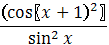 (cos〖x + 1)²〗
sin² x